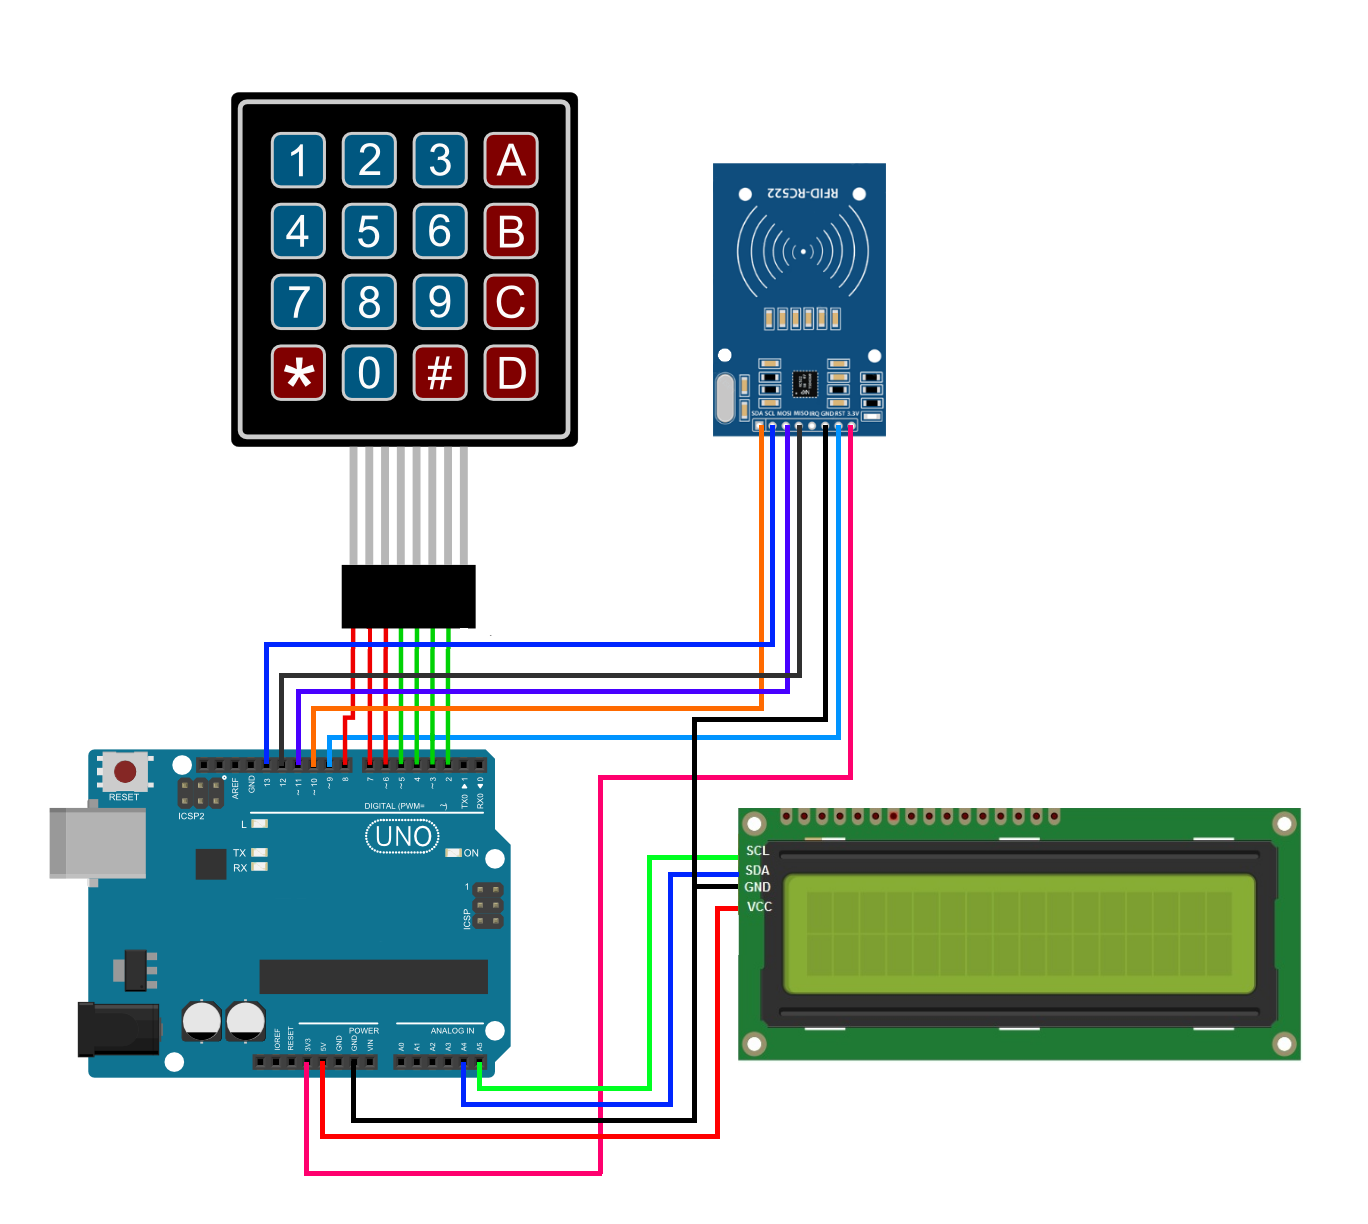 1 2 3 A
4 5 6 B
7 8 9 C
* 0 # D
RFID-RC522
SDA SCL MOSI MISO IRQ GND RST 3.3V
RESET
ICSP2
AREF
GND
13
12
~11
~10
~9
8
7
~6
~5
4
~3
2
TX0 ▶ 1
RX0 ◀ 0
DIGITAL (PWM=
L
TX
RX
UNO
ON
1
ICSP
POWER
ANALOG IN
IOREF
RESET
3V3
5V
GND
GND
VIN
A0
A1
A2
A3
A4
A5
SCL
SDA
GND
VCC